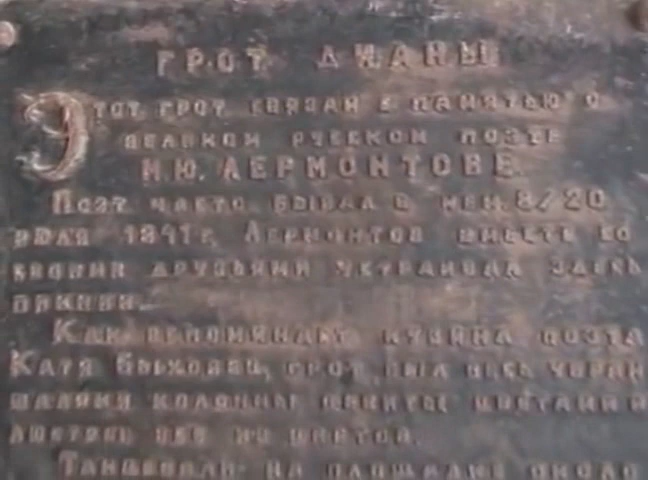 ГРОТ ДИАНЫ
ЭТОТ ГРОТ СВЯЗАН С ПАМЯТЬЮ О
ВЕЛИКОМ РУССКОМ ПОЭТЕ
М.Ю. ЛЕРМОНТОВЕ.
ПОЭТ ЧАСТО БЫВАЛ В НЕМ. 8/20
ИЮЛЯ 1841 г. ЛЕРМОНТОВ ВМЕСТЕ СО
СВОИМИ ДРУЗЬЯМИ УСТРАИВАЛ ЗДЕСЬ
ПИКНИК.
КАК ВСПОМИНАЕТ КУЗИНА ПОЭТА
КАТЯ БЫХОВЕЦ, ГРОТ БЫЛ ВЕСЬ УБРАН
ШАЛЯМИ КОЛОННЫ ОБВИТЫ ЦВЕТАМИ И
ЛЮСТРЫ ВСЕ ИЗ ЦВЕТОВ.
ТАНЦЕВАЛИ НА ПЛОЩАДКЕ ОКОЛО